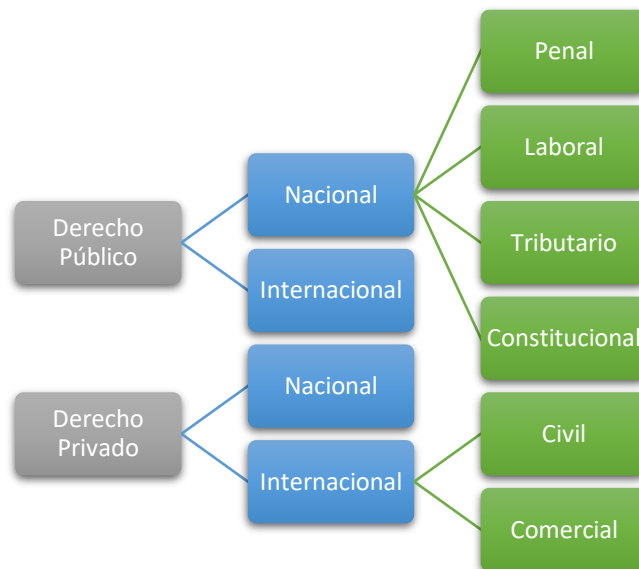 Derecho
Público
Nacional
Penal
Laboral
Tributario
Constitucional
Internacional
Derecho
Privado
Nacional
Internacional
Civil
Comercial